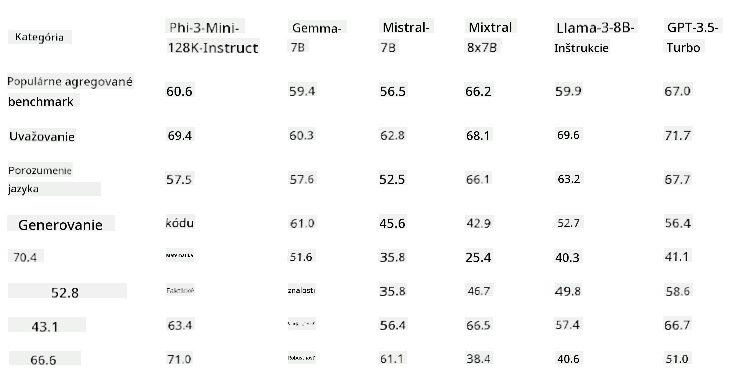 Kategória Phi-3-Mini- Gemma- Mistral- Mixtral Llama-3-8B- GPT-3.5-
128K-Instruct 7B 7B 8x7B Inštrukcie Turbo
Populárne agregované
benchmark 60.6 59.4 56.5 66.2 59.9 67.0
Uvažovanie 69.4 60.3 62.8 68.1 69.6 71.7
Porozumenie
jazyka 57.5 57.6 52.5 66.1 63.2 67.7
Generovanie kódu 61.0 45.6 42.9 52.7 56.4
70.4 51.6 35.8 25.4 40.3 41.1
52.8 Faktické znalosti 35.8 46.7 49.8 58.6
43.1 63.4 56.4 66.5 57.4 66.7
66.6 71.0 Robustnosť 61.1 38.4 40.6 51.0